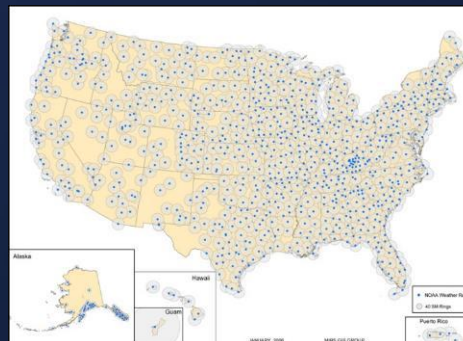 Alaska
Hawaii
Guam
NOAA Weather Ra
40 SM Rings
Puerto Rico